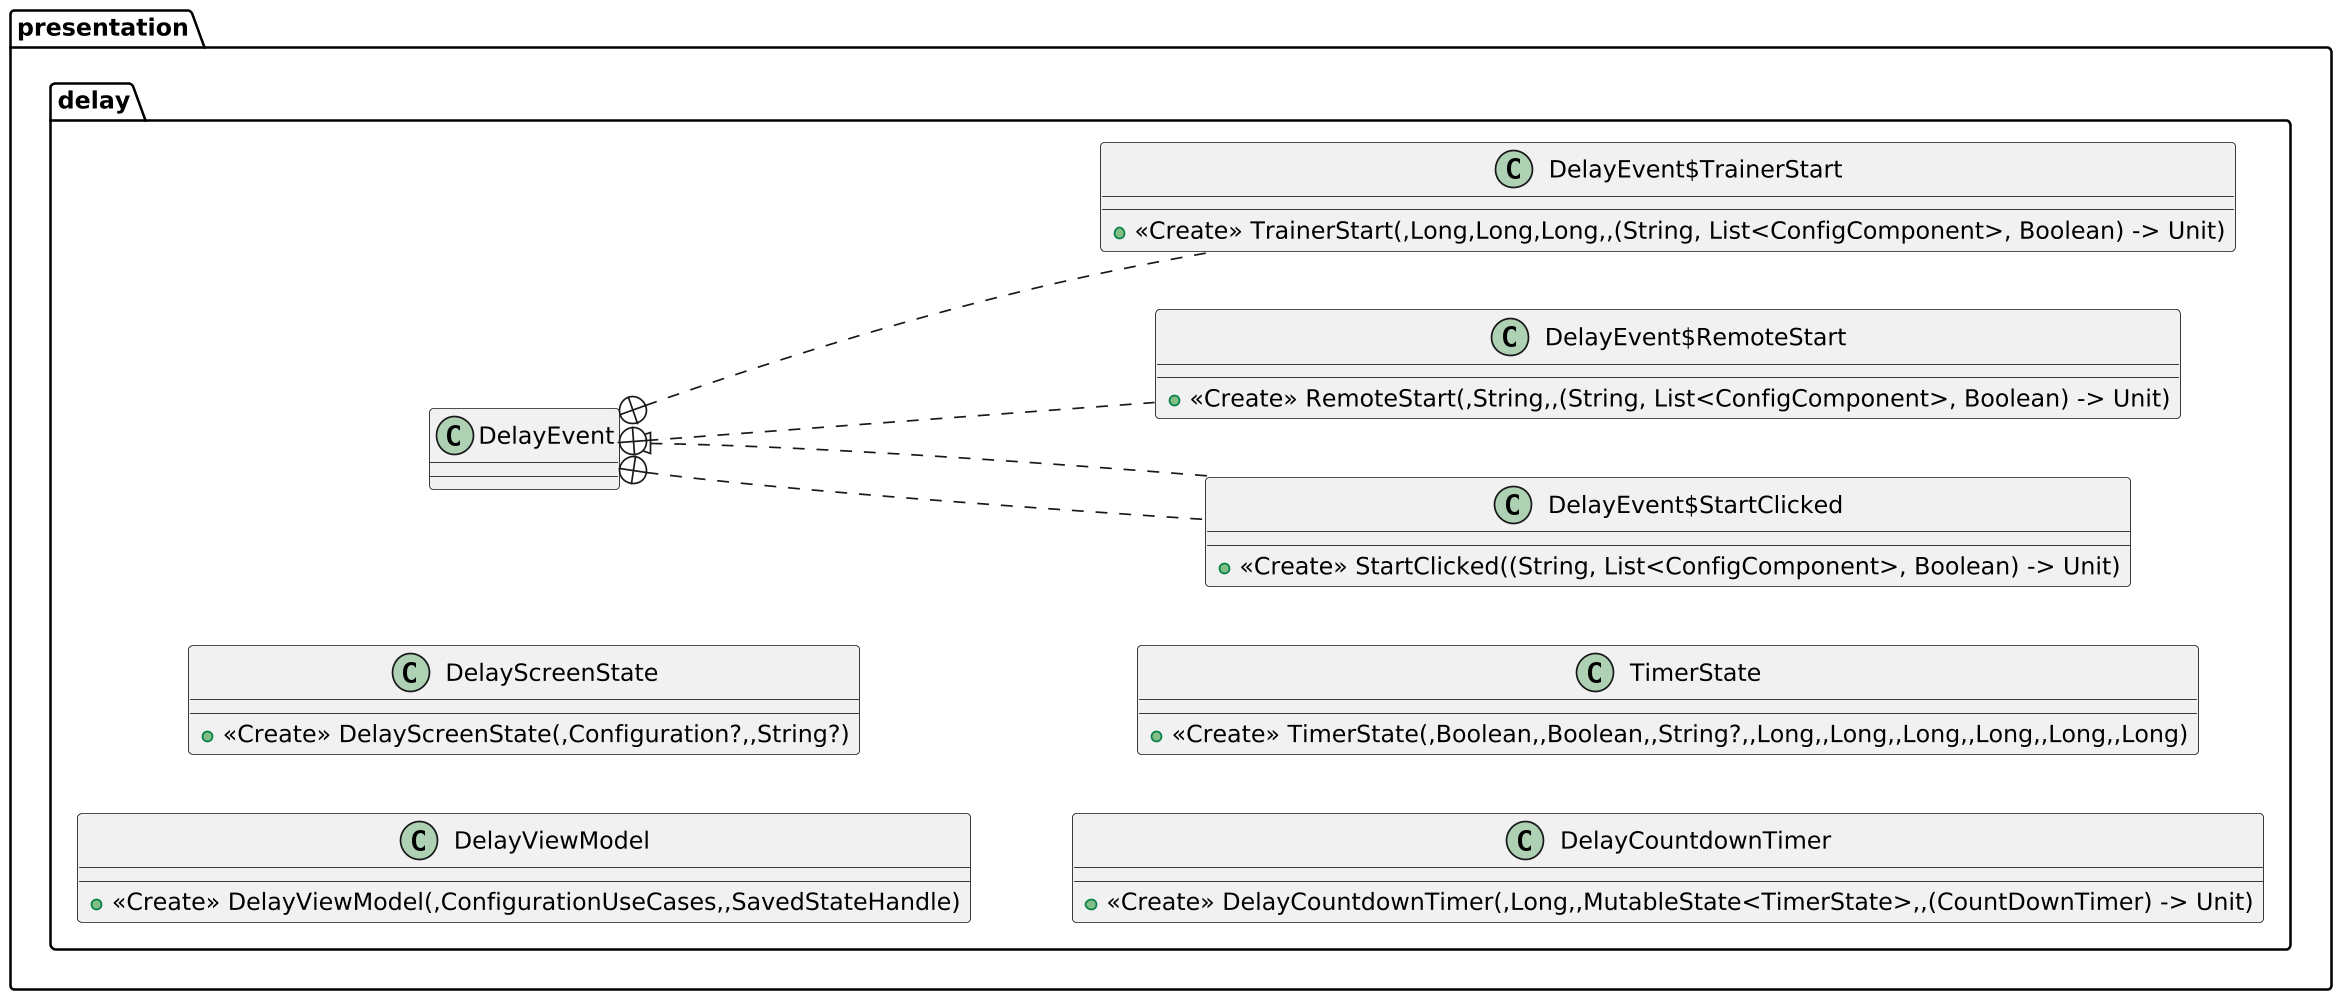 presentation
delay
C DelayEvent$TrainerStart
«Create» TrainerStart(,Long,Long,Long,,(String, List<ConfigComponent>, Boolean) -> Unit)
C DelayEvent$RemoteStart
«Create» RemoteStart(,String,,(String, List<ConfigComponent>, Boolean) -> Unit)
C DelayEvent
C DelayEvent$StartClicked
«Create» StartClicked((String, List<ConfigComponent>, Boolean) -> Unit)
C DelayScreenState
«Create» DelayScreenState(,Configuration?,,String?)
C TimerState
«Create» TimerState(,Boolean,,Boolean,,String?,,Long,,Long,,Long,,Long,,Long,,Long)
C DelayViewModel
«Create» DelayViewModel(,ConfigurationUseCases,,SavedStateHandle)
C DelayCountdownTimer
«Create» DelayCountdownTimer(,Long,,MutableState<TimerState>,,(CountDownTimer) -> Unit)